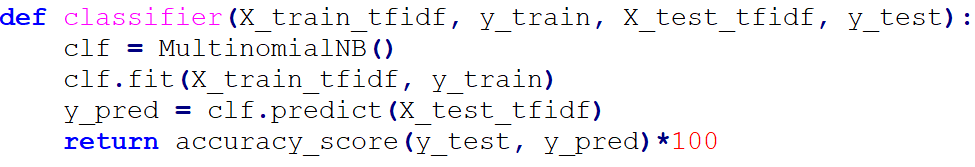 def classifier(X_train_tfidf, y_train, X_test_tfidf, y_test):
    clf = MultinomialNB()
    clf.fit(X_train_tfidf, y_train)
    y_pred = clf.predict(X_test_tfidf)
    return accuracy_score(y_test, y_pred)*100